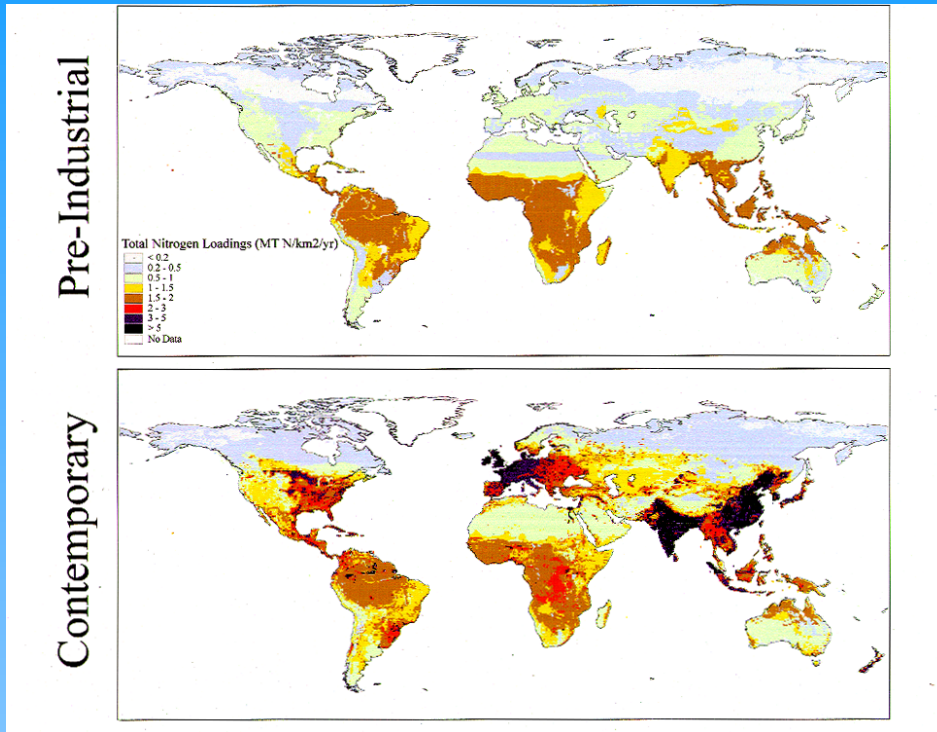 Pre-Industrial
Total Nitrogen Loadings (MT N/km2/yr)
< 0.2
0.2 - 0.5
0.5 - 1
1 - 1.5
1.5 - 2
2 - 3
3 - 5
> 5
No Data
Contemporary